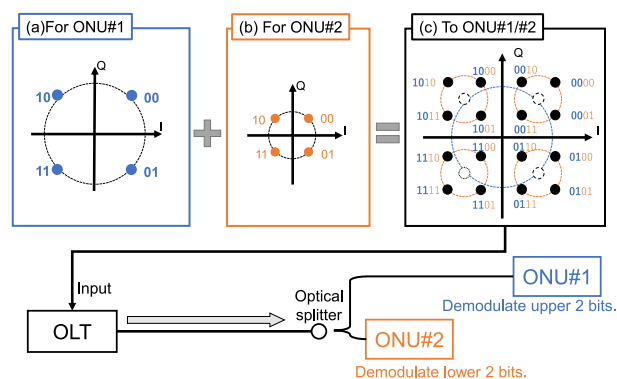 (a)For ONU#1
(b) For ONU#2
(c) To ONU#1/#2
Q
10
00
I
11
01
Q
10
00
11
01
Q
1010
1000
0010
0000
1011
1001
0011
0001
I
1110
1100
0110
0100
1111
1101
0111
0101
Input
OLT
Optical
splitter
ONU#1
Demodulate upper 2 bits.
ONU#2
Demodulate lower 2 bits.
I